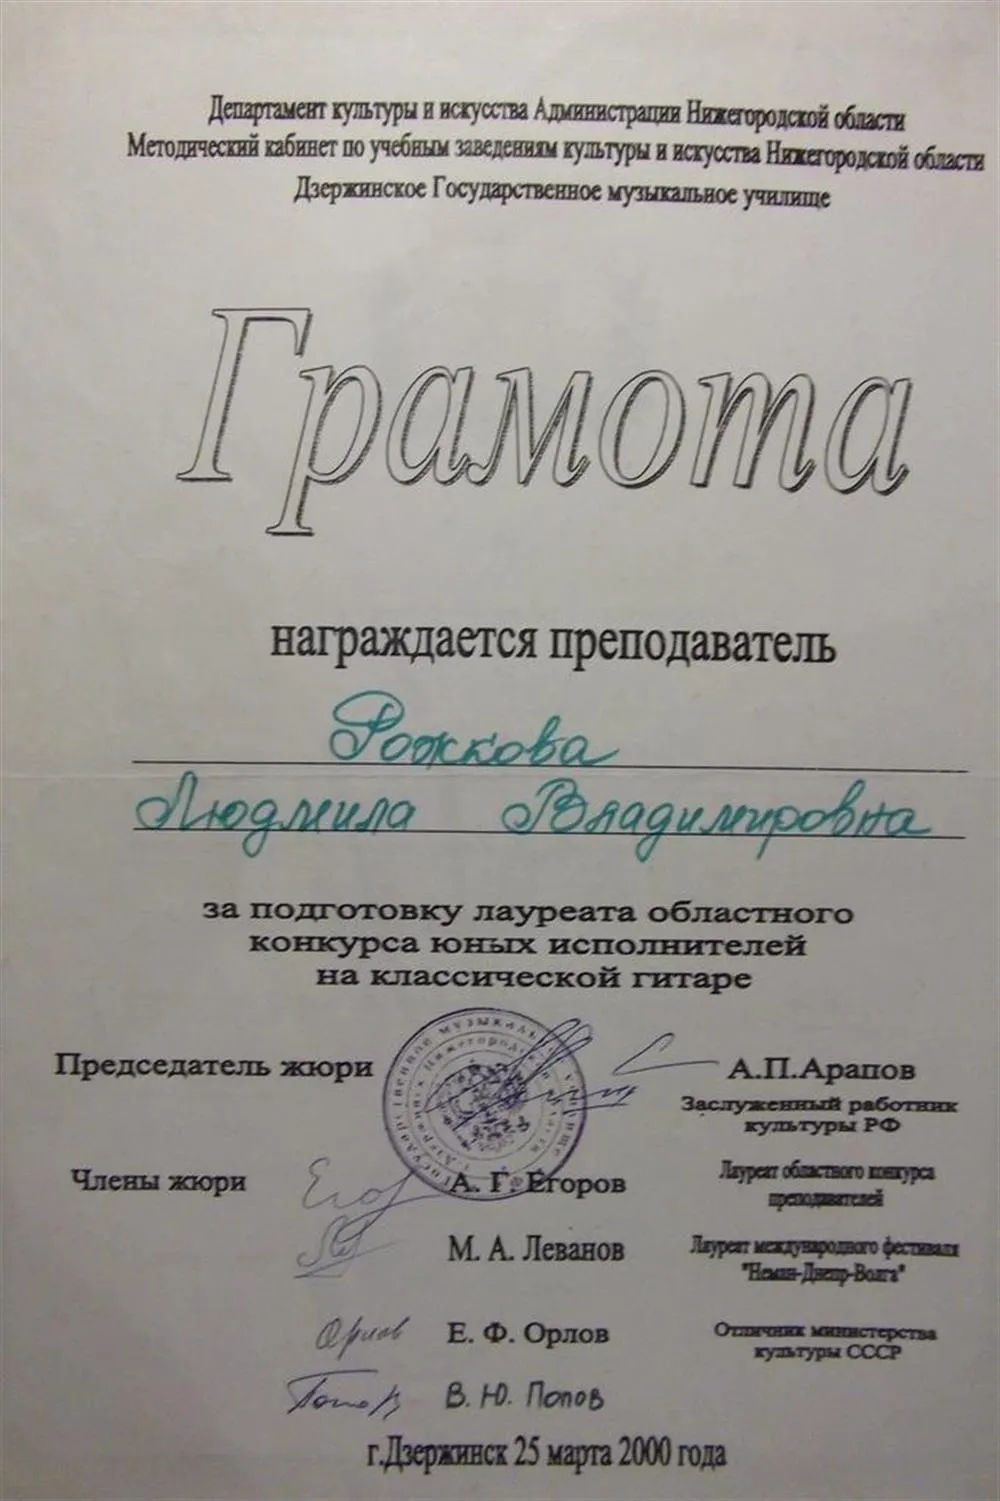 Департамент культуры и искусства Администрации Нижегородской области
Методический кабинет по учебным заведениям культуры и искусства Нижегородской области
Дзержинское Государственное музыкальное училище
Грамота
награждается преподаватель
Рожкова
Людмила Владимировна
за подготовку лауреата областного
конкурса юных исполнителей
на классической гитаре
Председатель жюри А.П.Арапов
Заслуженный работник
культуры РФ
Члены жюри Егор А. Г. Егоров
Лауреат областного конкурса
преподавателей
М. А. Леванов
Лауреат международного фестиваля
"Неман-Днепр-Волга"
Орлов Е. Ф. Орлов
Отличник министерства
культуры СССР
Попов В. Ю. Попов
г.Дзержинск 25 марта 2000 года